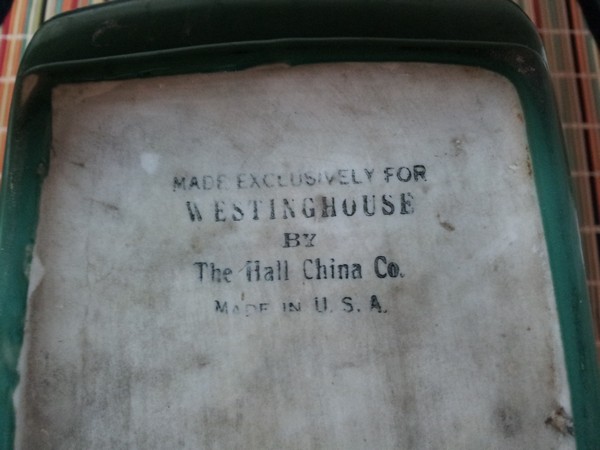 MADE EXCLUSIVELY FOR
WESTINGHOUSE
BY
The Hall China Co.
MADE IN U. S. A.